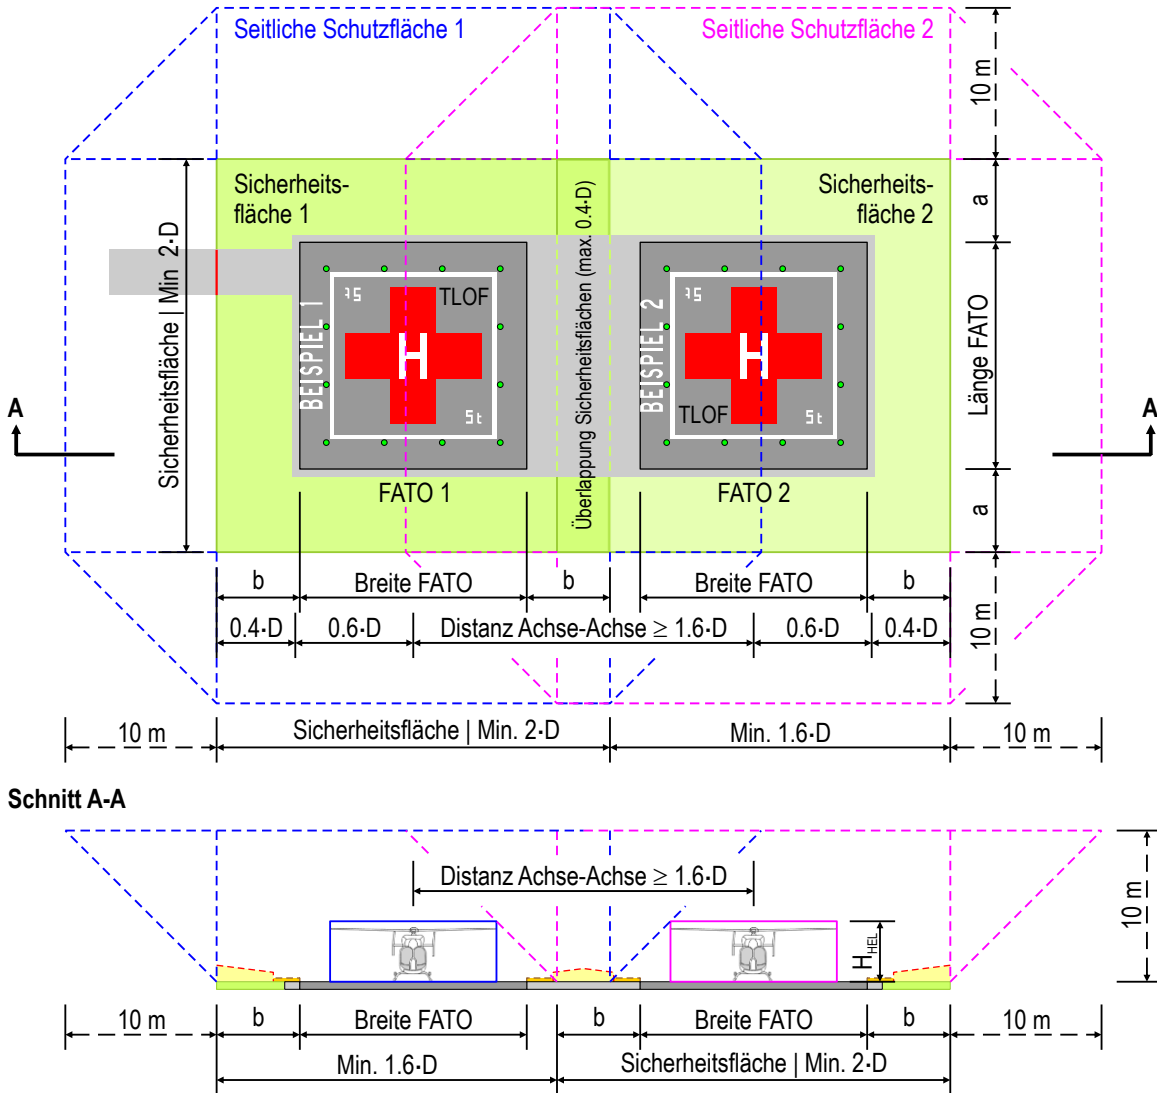 Seitliche Schutzfläche 1
Seitliche Schutzfläche 2
10 m
Sicherheits-
fläche 1
Sicherheits-
fläche 2
a
Sicherheitsfläche | Min 2·D
Überlappung Sicherheitsflächen (max. 0.4·D)
Länge FATO
BEISPIEL 1
5t
TLOF
H
5t
BEISPIEL 2
5t
TLOF
H
5t
A
A
FATO 1
FATO 2
a
b
Breite FATO
b
Breite FATO
b
0.4·D
0.6·D
Distanz Achse-Achse ≥ 1.6·D
0.6·D
0.4·D
10 m
10 m
Sicherheitsfläche | Min. 2·D
Min. 1.6·D
10 m
Schnitt A-A
Distanz Achse-Achse ≥ 1.6·D
10 m
HHEL
10 m
b
Breite FATO
b
Breite FATO
b
10 m
Min. 1.6·D
Sicherheitsfläche | Min. 2·D